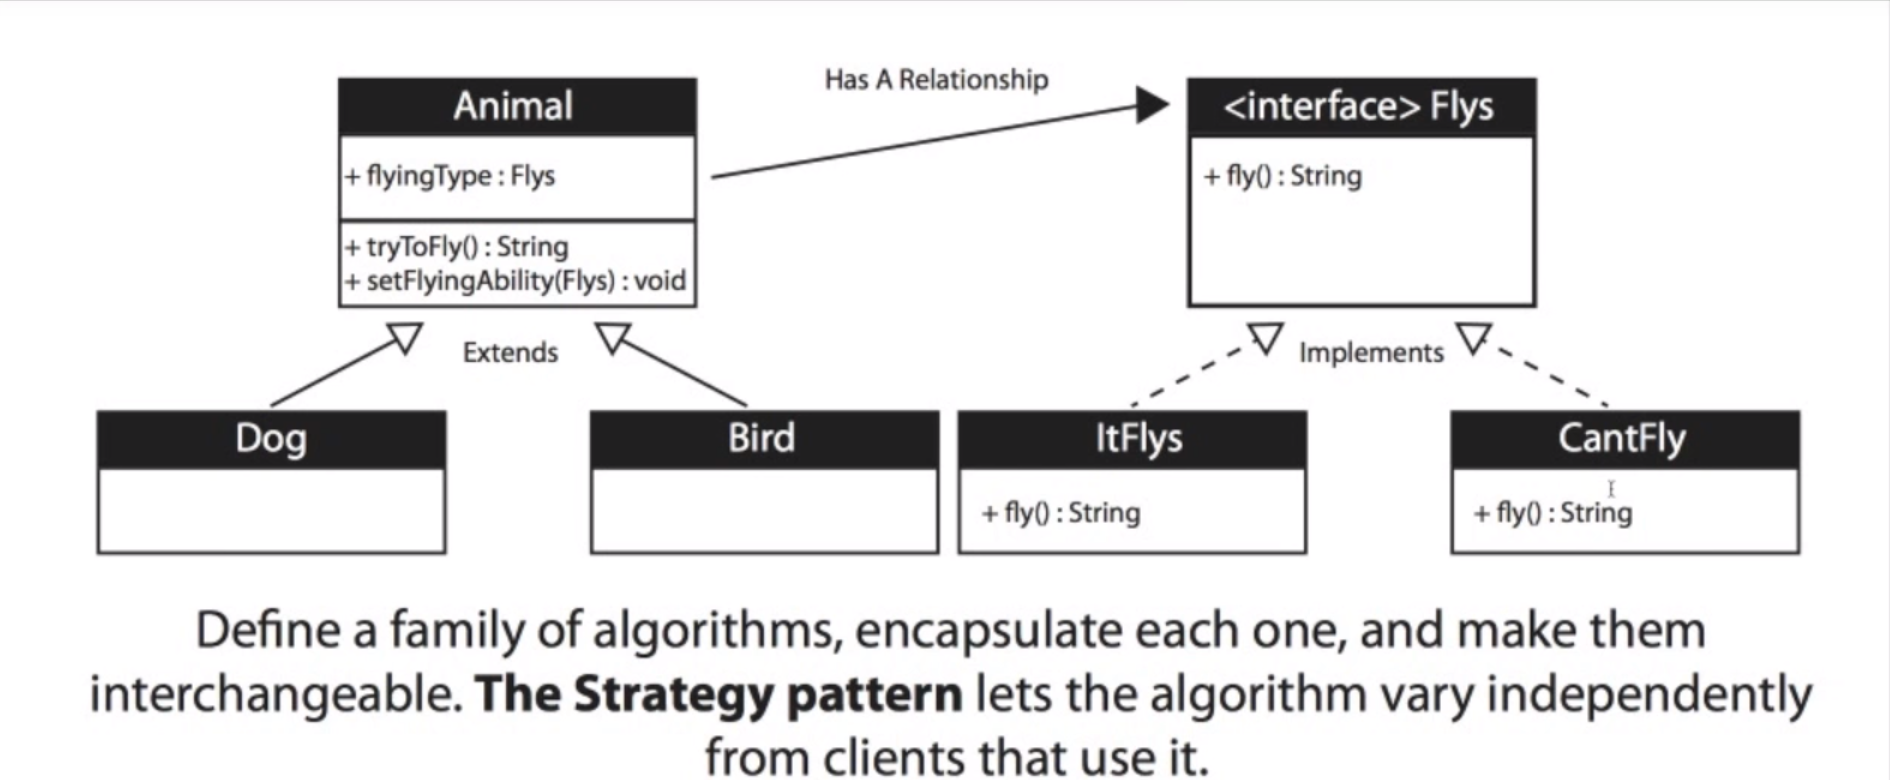 Has A Relationship
Animal
+ flyingType : Flys
+ tryToFly() : String
+ setFlyingAbility(Flys) : void
<interface> Flys
+ fly() : String
Extends
Implements
Dog
Bird
ItFlys
+ fly() : String
CantFly
+ fly() : String
Define a family of algorithms, encapsulate each one, and make them
interchangeable. The Strategy pattern lets the algorithm vary independently
from clients that use it.